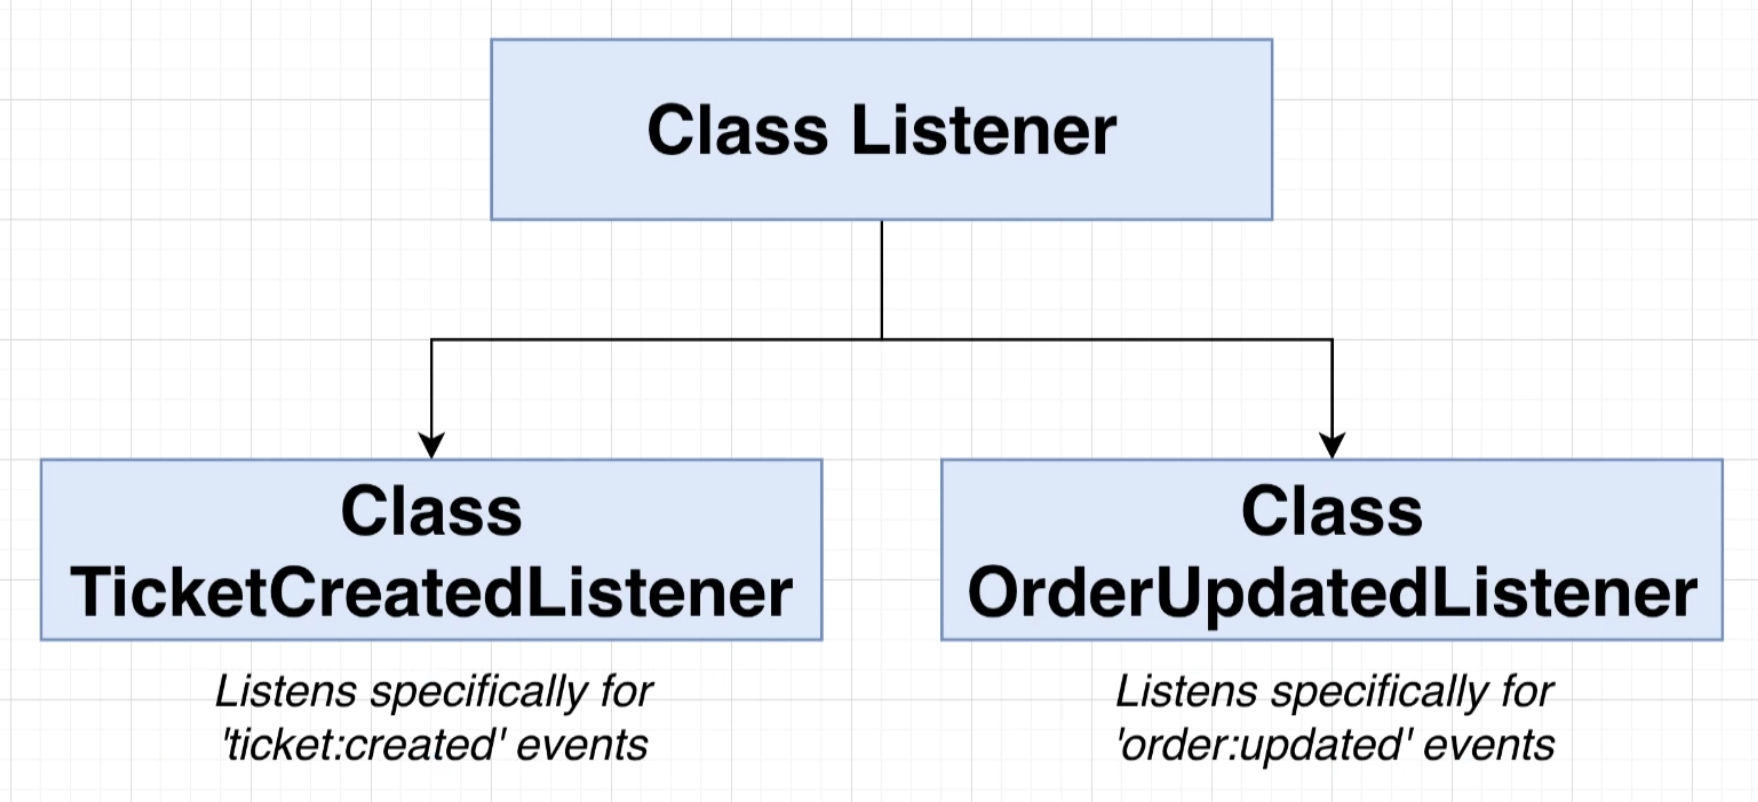 Class Listener
Class
TicketCreatedListener
Class
OrderUpdatedListener
Listens specifically for
'ticket:created' events
Listens specifically for
'order:updated' events